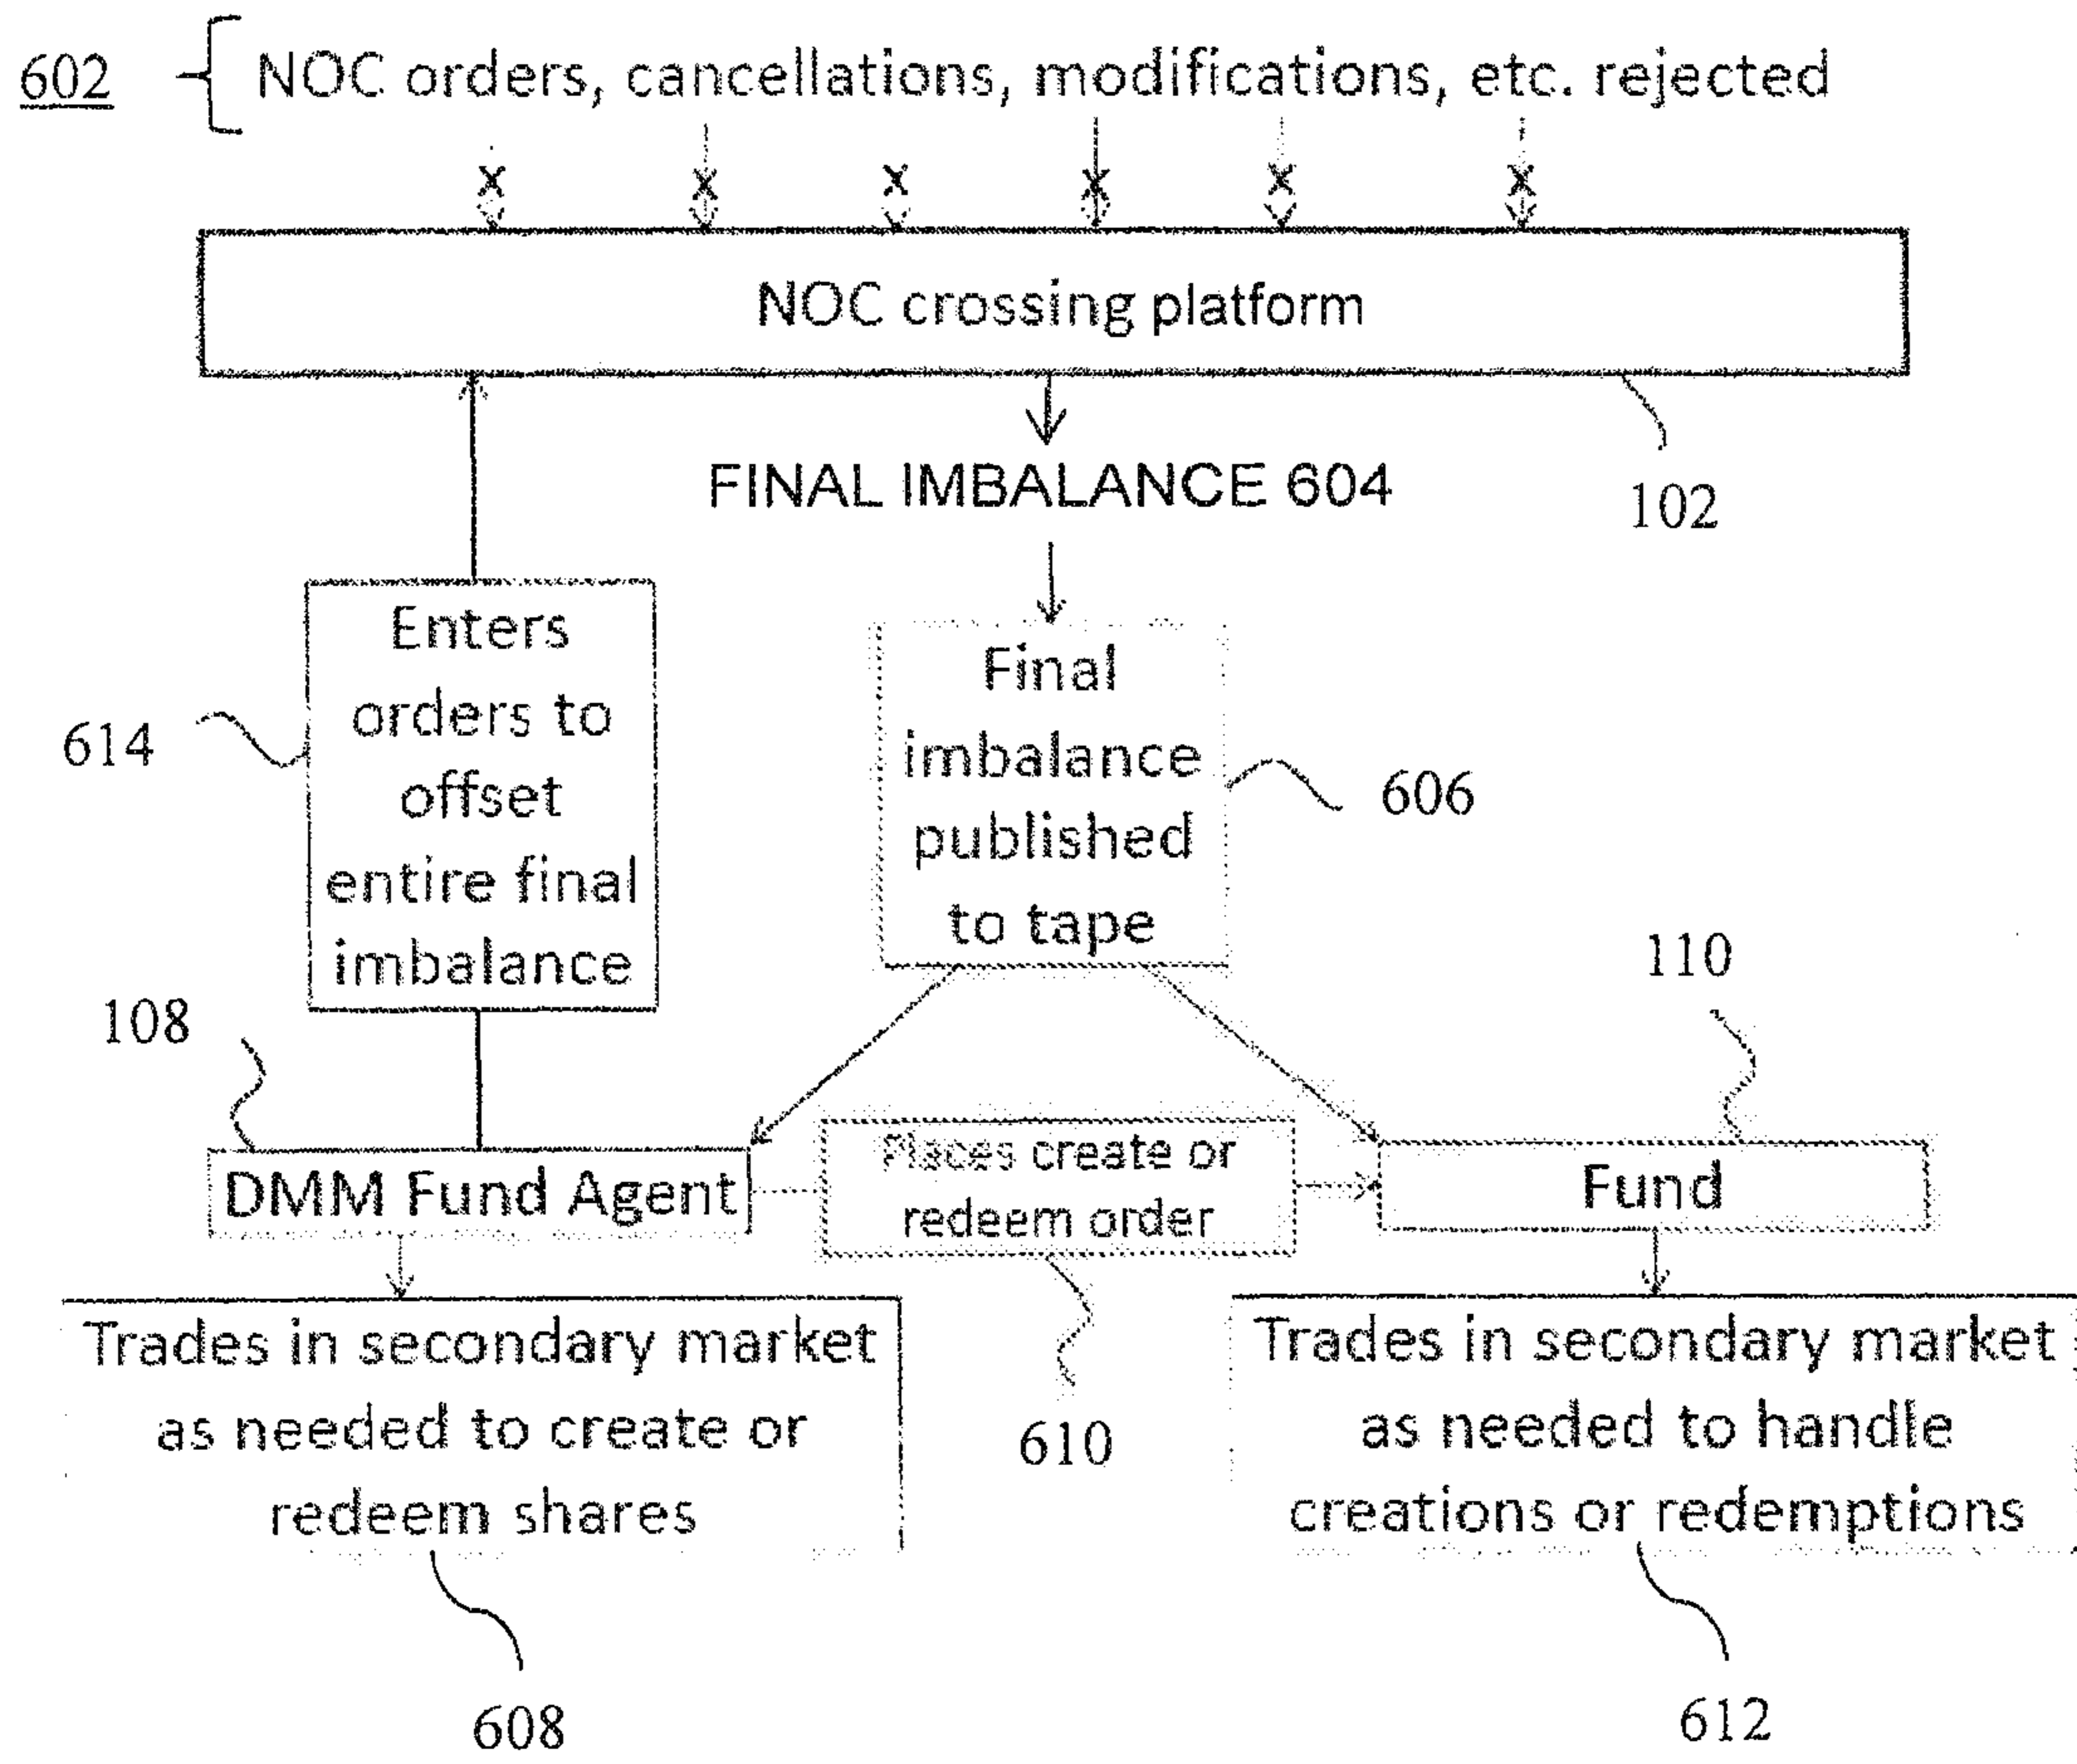 602
NOC orders, cancellations, modifications, etc. rejected
x x x x x x
NOC crossing platform
102
FINAL IMBALANCE 604
Enters
orders to
offset
entire final
imbalance
614
Final
imbalance
published
to tape
606
108
110
DMM Fund Agent
Places create or
redeem order
Fund
610
Trades in secondary market
as needed to create or
redeem shares
Trades in secondary market
as needed to handle
creations or redemptions
608
612